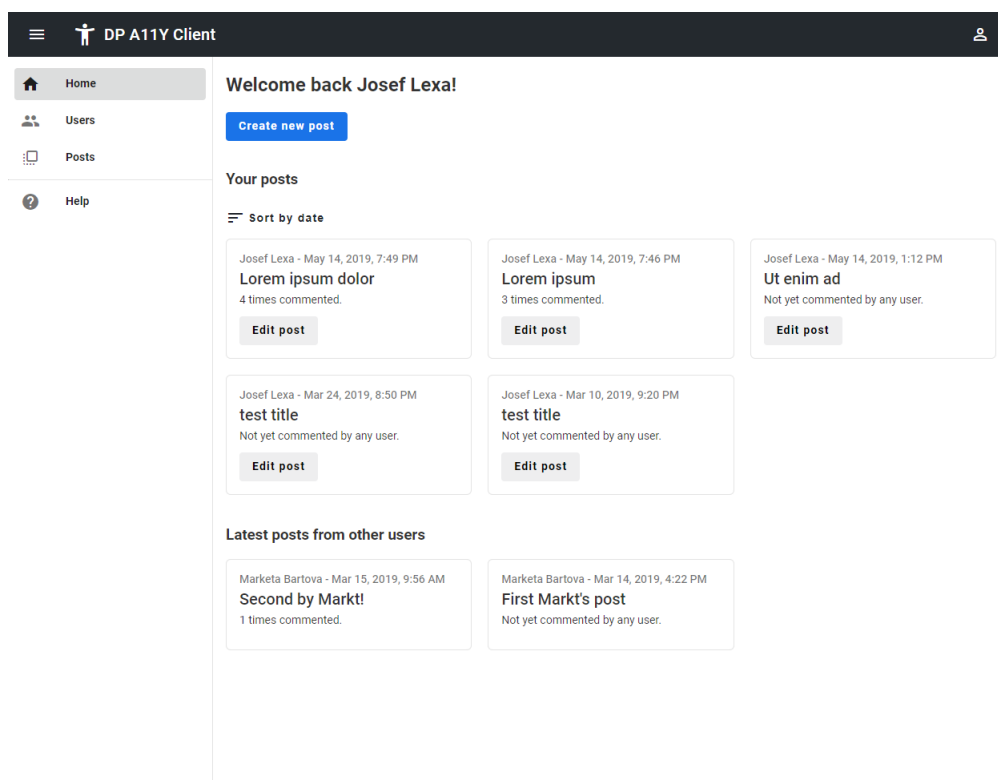 DP A11Y Client
Home
Users
Posts
Help
Welcome back Josef Lexa!
Create new post
Your posts
Sort by date
Josef Lexa - May 14, 2019, 7:49 PM
Lorem ipsum dolor
4 times commented.
Edit post
Josef Lexa - May 14, 2019, 7:46 PM
Lorem ipsum
3 times commented.
Edit post
Josef Lexa - May 14, 2019, 1:12 PM
Ut enim ad
Not yet commented by any user.
Edit post
Josef Lexa - Mar 24, 2019, 8:50 PM
test title
Not yet commented by any user.
Edit post
Josef Lexa - Mar 10, 2019, 9:20 PM
test title
Not yet commented by any user.
Edit post
Latest posts from other users
Marketa Bartova - Mar 15, 2019, 9:56 AM
Second by Markt!
1 times commented.
Marketa Bartova - Mar 14, 2019, 4:22 PM
First Markt's post
Not yet commented by any user.